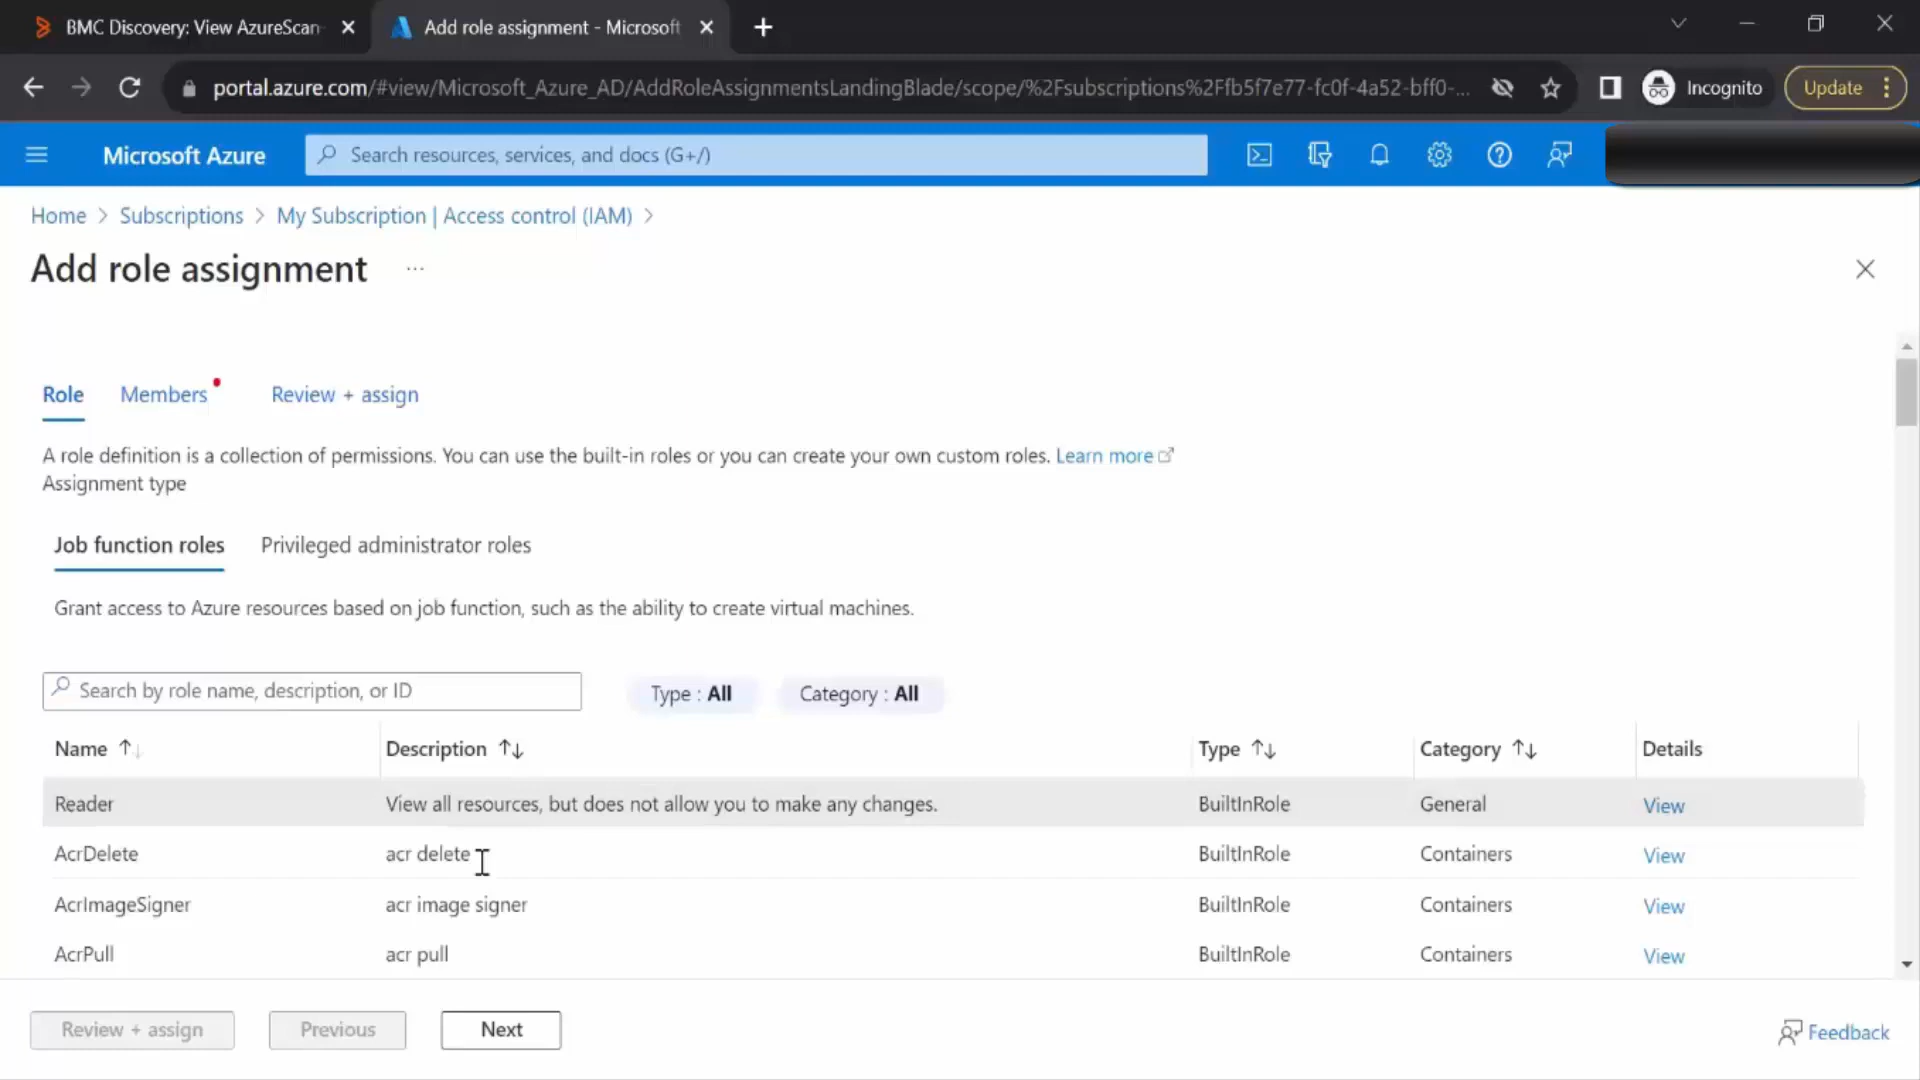 BMC Discovery: View AzureScan
Add role assignment - Microsoft
portal.azure.com/#view/Microsoft_Azure_AD/AddRoleAssignmentsLandingBlade/scope/%2Fsubscriptions%2Ffb5f7e77-fc0f-4a52-bff0-...
Incognito
Update
Microsoft Azure
Search resources, services, and docs (G+/)
Home > Subscriptions > My Subscription | Access control (IAM) >
Add role assignment ...
Role Members Review + assign
A role definition is a collection of permissions. You can use the built-in roles or you can create your own custom roles. Learn more
Assignment type
Job function roles Privileged administrator roles
Grant access to Azure resources based on job function, such as the ability to create virtual machines.
Search by role name, description, or ID Type : All Category : All
Name ↑↓ Description ↑↓ Type ↑↓ Category ↑↓ Details
Reader View all resources, but does not allow you to make any changes. BuiltInRole General View
AcrDelete acr delete BuiltInRole Containers View
AcrImageSigner acr image signer BuiltInRole Containers View
AcrPull acr pull BuiltInRole Containers View
Review + assign Previous Next Feedback